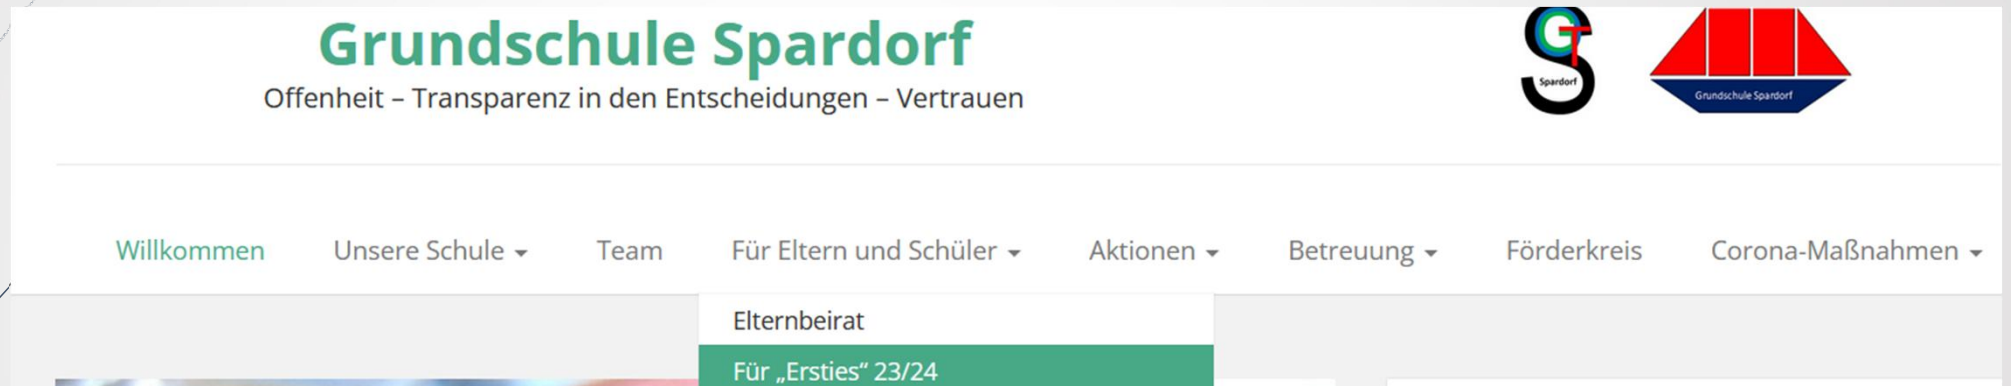 Grundschule Spardorf
Offenheit – Transparenz in den Entscheidungen – Vertrauen
GTS
Spardorf
Grundschule Spardorf
Willkommen Unsere Schule Team Für Eltern und Schüler Aktionen Betreuung Förderkreis Corona-Maßnahmen
Elternbeirat
Für „Ersties“ 23/24